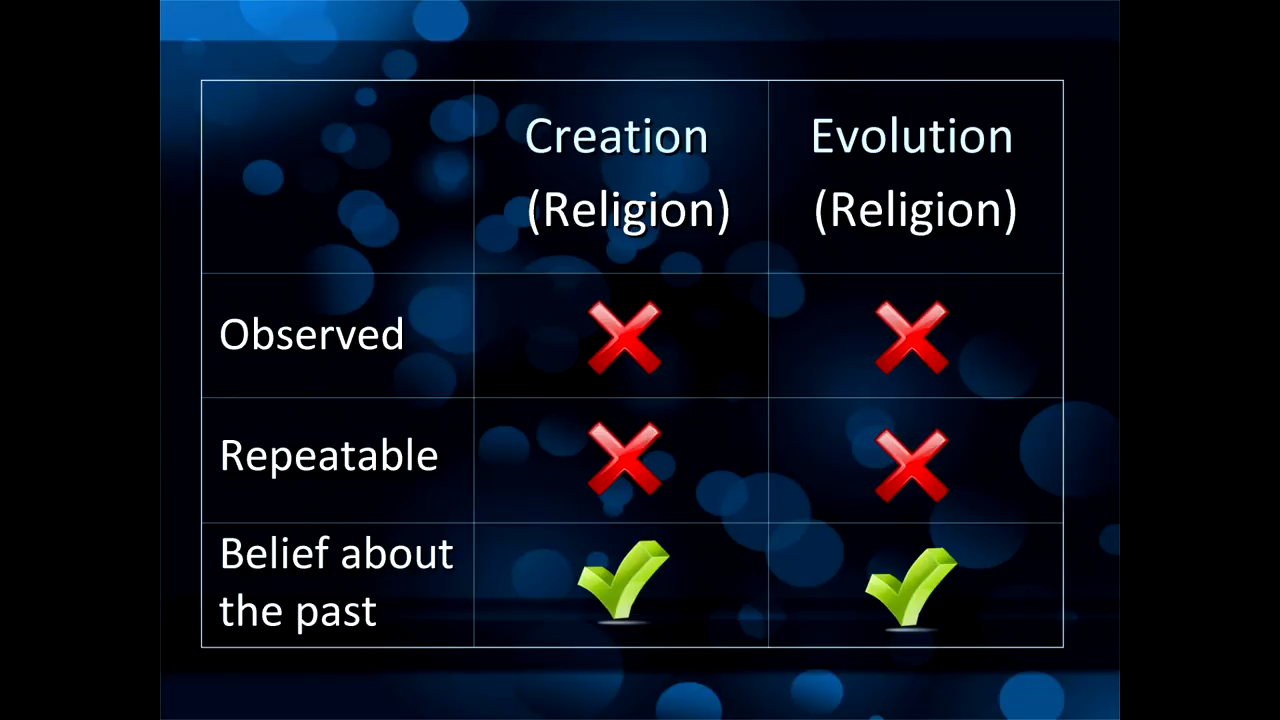 Creation
Evolution
(Religion)
(Religion)
Observed
Repeatable
Belief about
the past